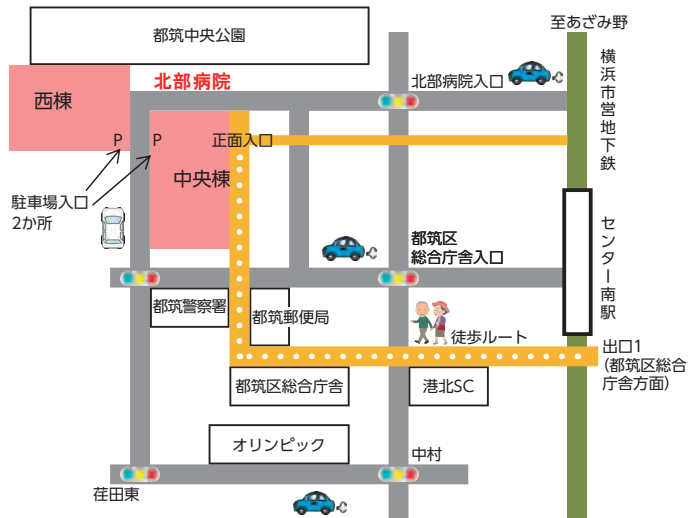 至あざみ野
都筑中央公園
横浜市営地下鉄
北部病院
北部病院入口
西棟
P
P
正面入口
中央棟
駐車場入口
2か所
都筑区
総合庁舎入口
センター南駅
都筑警察署
都筑郵便局
徒歩ルート
出口1
(都筑区総合
庁舎方面)
都筑区総合庁舎
港北SC
オリンピック
中村
荏田東